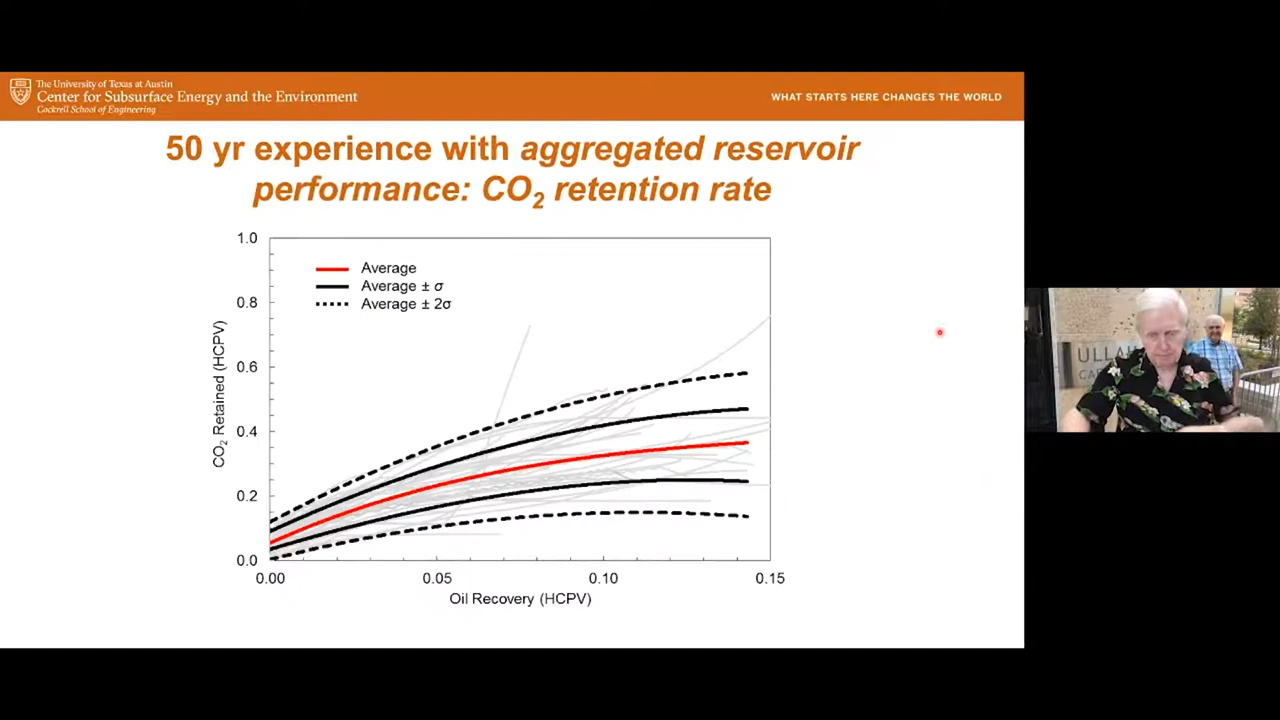 The University of Texas at Austin
Center for Subsurface Energy and the Environment
Cockrell School of Engineering
WHAT STARTS HERE CHANGES THE WORLD
50 yr experience with aggregated reservoir
performance: CO2 retention rate
1.0
0.8
0.6
0.4
0.2
0.0
CO2 Retained (HCPV)
Average
Average ± σ
Average ± 2σ
0.00
0.05
0.10
0.15
Oil Recovery (HCPV)
ULLA
CA